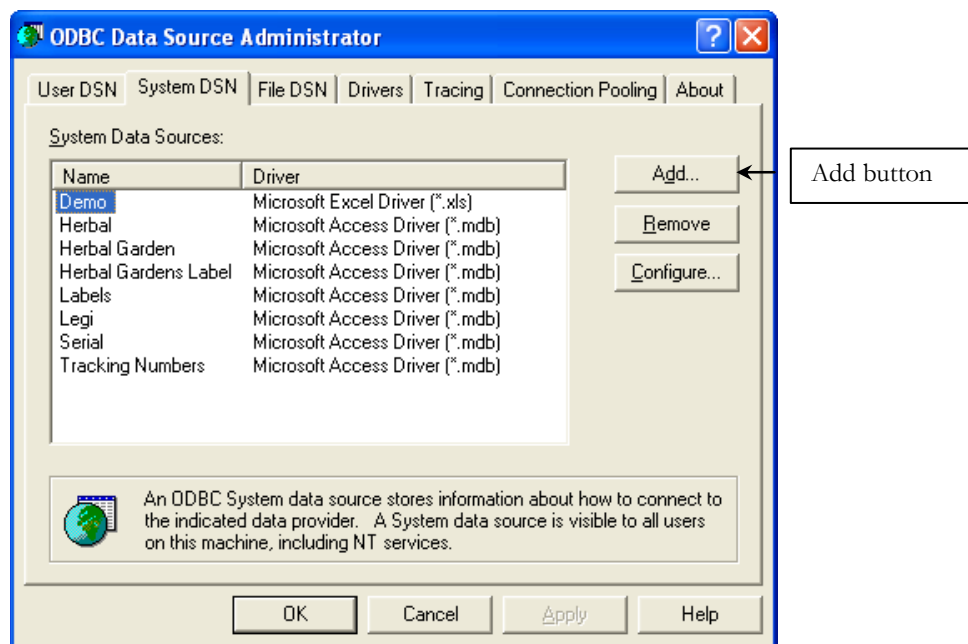 ODBC Data Source Administrator
User DSN System DSN File DSN Drivers Tracing Connection Pooling About
System Data Sources:
Name Driver
Demo Microsoft Excel Driver (*.xls)
Herbal Microsoft Access Driver (*.mdb)
Herbal Garden Microsoft Access Driver (*.mdb)
Herbal Gardens Label Microsoft Access Driver (*.mdb)
Labels Microsoft Access Driver (*.mdb)
Legi Microsoft Access Driver (*.mdb)
Serial Microsoft Access Driver (*.mdb)
Tracking Numbers Microsoft Access Driver (*.mdb)
Add...
Remove
Configure...
Add button
An ODBC System data source stores information about how to connect to
the indicated data provider. A System data source is visible to all users
on this machine, including NT services.
OK Cancel Apply Help